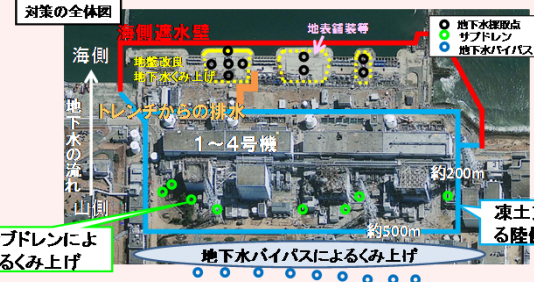 対策の全体図
海側遮水壁
地表舗装等
地下水採取点
サブドレン
地下水バイパス
海側
地盤改良
地下水くみ上げ
トレンチからの排水
地下水の流れ
1～4号機
約200m
山側
約500m
ブドレンによ
るくみ上げ
凍土
る陸
地下水バイパスによるくみ上げ